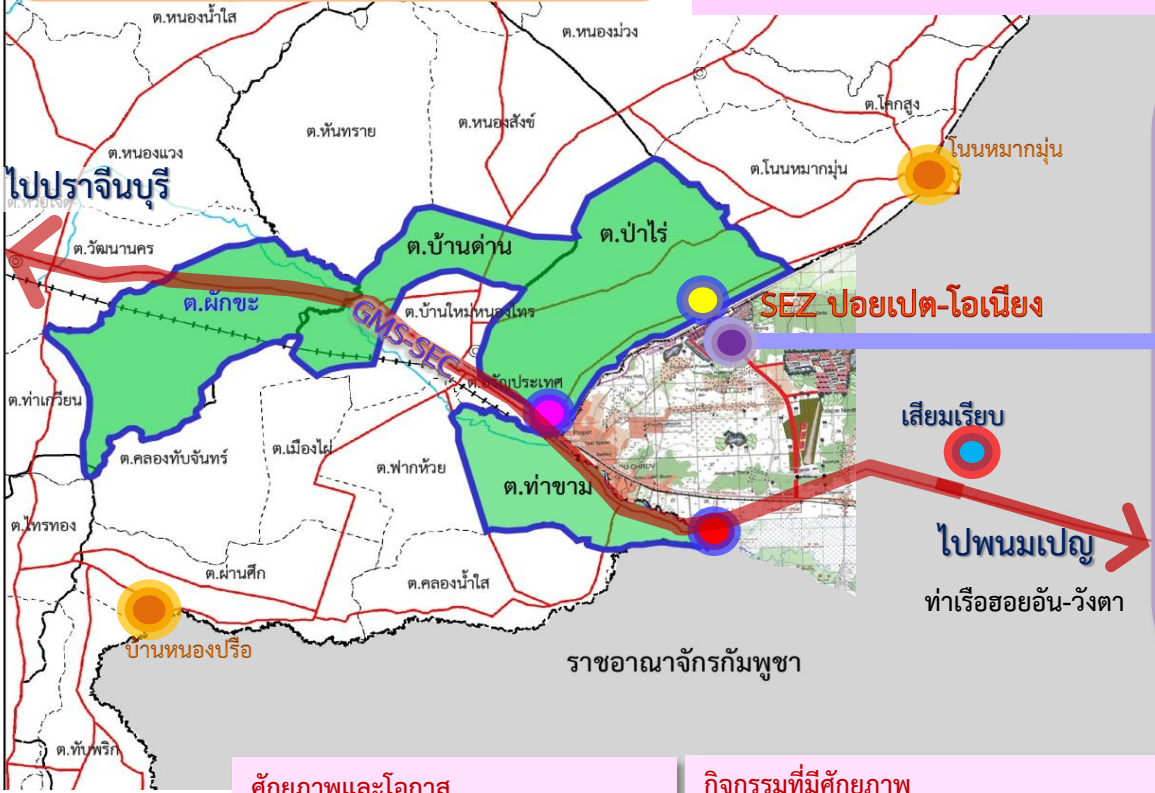 ต.หนองน้ำใส
ต.หนองม่วง
ต.โคกสูง
ต.หันทราย
ต.หนองสังข์
ต.หนองแวง
ต.โนนหมากมุ่น
โนนหมากมุ่น
ไปปราจีนบุรี
ต.วัฒนานคร
ต.บ้านด่าน
ต.ป่าไร่
ต.ผักขะ
ต.บ้านใหม่หนองไทร
SEZ ปอยเปต-โอเนียง
GMS-SEC
ต.อรัญประเทศ
ต.ท่าเกวียน
เสียมเรียบ
ต.คลองทับจันทร์
ต.เมืองไผ่
ต.ฟากห้วย
ต.ท่าขาม
ต.ไทรทอง
ไปพนมเปญ
ต.ผ่านศึก
ต.คลองน้ำใส
ท่าเรือฮอยอัน-วังตา
บ้านหนองปรือ
ราชอาณาจักรกัมพูชา
ต.ทับพริก
ศักยภาพและโอกาส
กิจกรรมที่มีศักยภาพ